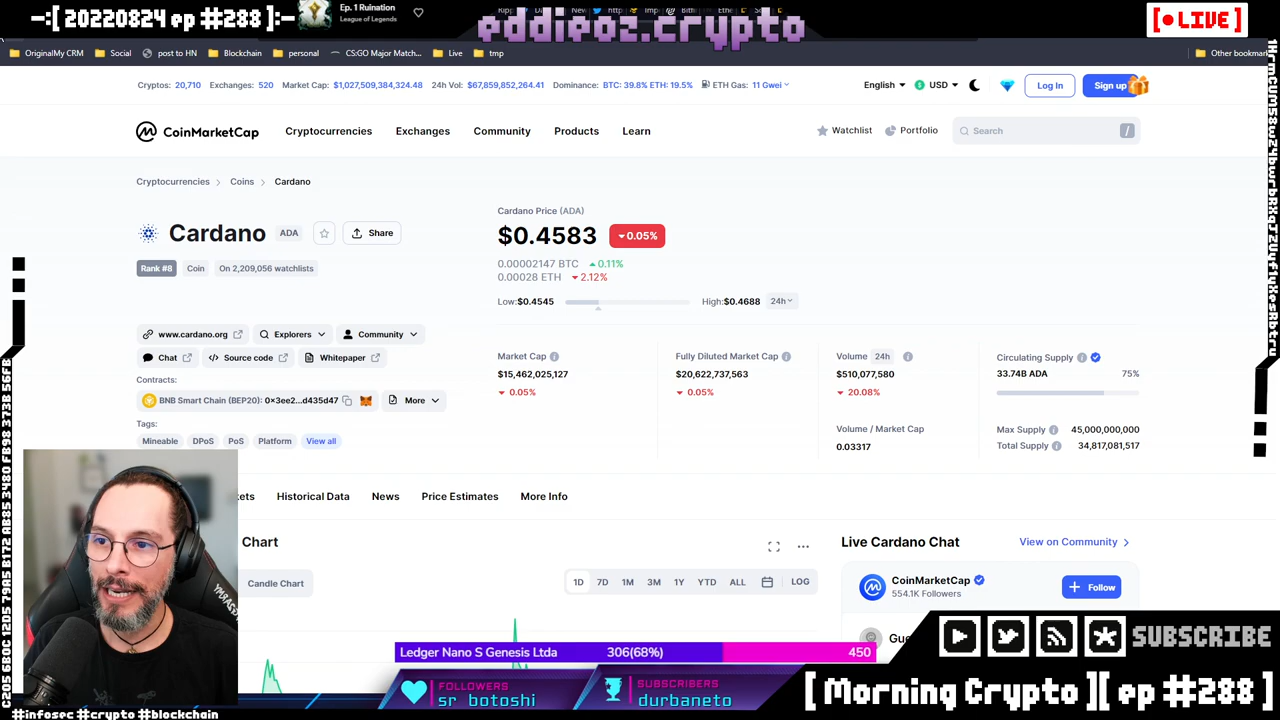 —:[ 20220824 ep #288 ]:—
Ep. 1 Ruination
League of Legends
eddieoz.crypto
[● LIVE ]
OriginalMy CRM
Social
post to HN
Blockchain
personal
CS:GO Major Match...
Live
tmp
Other bookmar
Cryptos: 20,710 Exchanges: 520 Market Cap: $1,027,509,384,324.48 24h Vol: $67,859,852,264.41 Dominance: BTC: 39.8% ETH: 19.5% ETH Gas: 11 Gwei
English
USD
Log In
Sign up
CoinMarketCap
Cryptocurrencies
Exchanges
Community
Products
Learn
Watchlist
Portfolio
Search
/
Cryptocurrencies
Coins
Cardano
Cardano ADA
Share
Rank #8
Coin
On 2,209,056 watchlists
Cardano Price (ADA)
$0.4583
0.05%
0.00002147 BTC 0.11%
0.00028 ETH 2.12%
Low:$0.4545
High:$0.4688
24h
www.cardano.org
Explorers
Community
Chat
Source code
Whitepaper
Contracts:
BNB Smart Chain (BEP20): 0x3ee2...d435d47
More
Tags:
Mineable
DPoS
PoS
Platform
View all
Market Cap
$15,462,025,127
0.05%
Fully Diluted Market Cap
$20,622,737,563
0.05%
Volume 24h
$510,077,580
20.08%
Volume / Market Cap
0.03317
Circulating Supply
33.74B ADA
75%
Max Supply 45,000,000,000
Total Supply 34,817,081,517
ets
Historical Data
News
Price Estimates
More Info
Chart
Candle Chart
1D
7D
1M
3M
1Y
YTD
ALL
LOG
Live Cardano Chat
View on Community
CoinMarketCap
554.1K Followers
Follow
Gue
Ledger Nano S Genesis Ltda 306(68%) 450
FOLLOWERS
sr_botoshi
SUBSCRIBERS
durbaneto
SUBSCRIBE
[ Morning Crypto ][ ep #288 ]
#infosec #crypto #blockchain